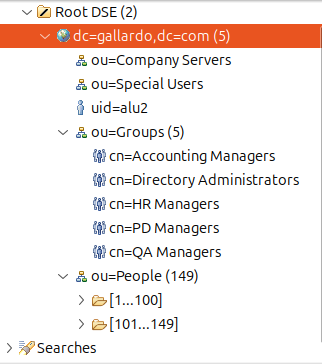 Root DSE (2)
dc=gallardo,dc=com (5)
ou=Company Servers
ou=Special Users
uid=alu2
ou=Groups (5)
cn=Accounting Managers
cn=Directory Administrators
cn=HR Managers
cn=PD Managers
cn=QA Managers
ou=People (149)
[1...100]
[101...149]
Searches